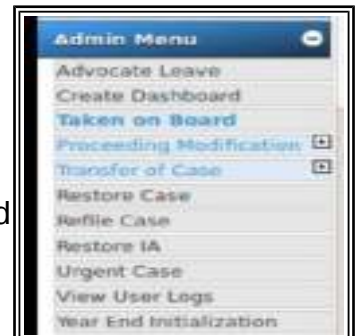 Admin Menu
Advocate Leave
Create Dashboard
Taken on Board
Proceeding Modification
Transfer of Case
d
Restore Case
Refile Case
Restore IA
Urgent Case
View User Logs
Year End Initialization